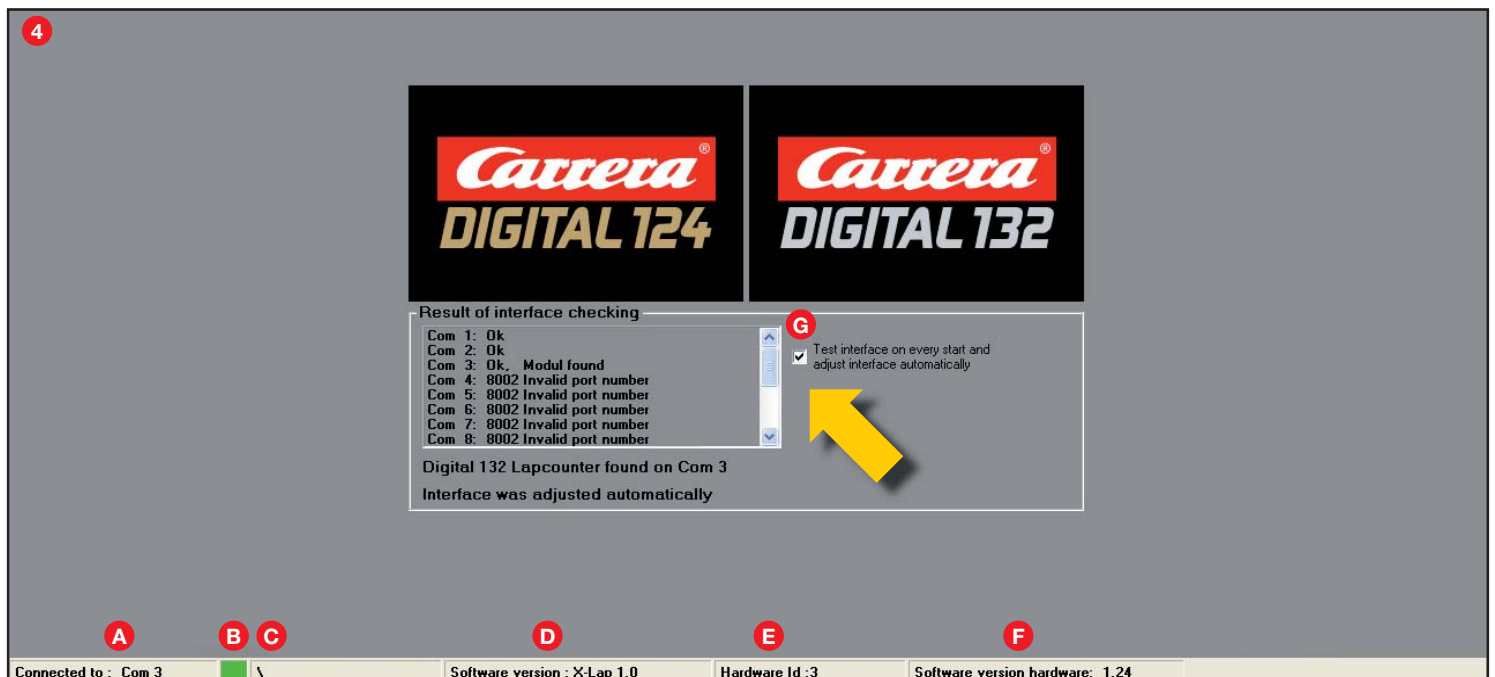 4
Carrera®
DIGITAL 124
Carrera®
DIGITAL 132
Result of interface checking
Com 1: Ok
Com 2: Ok
Com 3: Ok, Modul found
Com 4: 8002 Invalid port number
Com 5: 8002 Invalid port number
Com 6: 8002 Invalid port number
Com 7: 8002 Invalid port number
Com 8: 8002 Invalid port number
G
Test interface on every start and
adjust interface automatically
Digital 132 Lapcounter found on Com 3
Interface was adjusted automatically
A B C D E F
Connected to : Com 3 \ Software version : X-Lap 1.0 Hardware Id :3 Software version hardware: 1.24